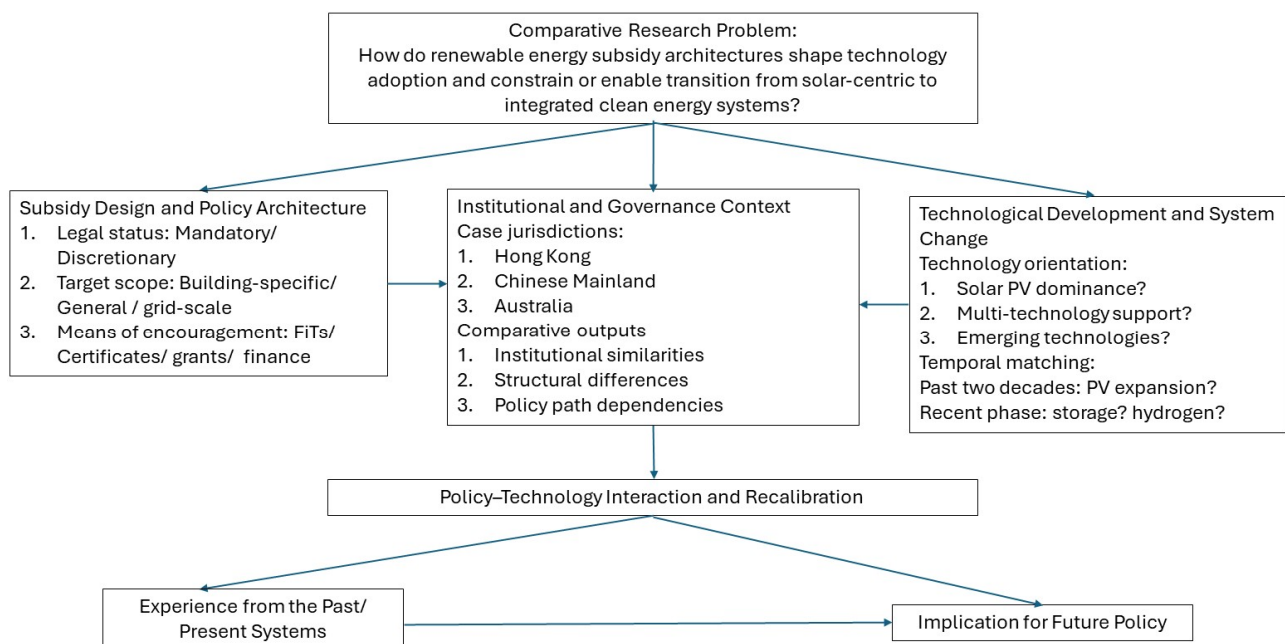 Comparative Research Problem:
How do renewable energy subsidy architectures shape technology
adoption and constrain or enable transition from solar-centric to
integrated clean energy systems?
Subsidy Design and Policy Architecture
1. Legal status: Mandatory/
Discretionary
2. Target scope: Building-specific/
General / grid-scale
3. Means of encouragement: FiTs/
Certificates/ grants/ finance
Institutional and Governance Context
Case jurisdictions:
1. Hong Kong
2. Chinese Mainland
3. Australia
Comparative outputs
1. Institutional similarities
2. Structural differences
3. Policy path dependencies
Technological Development and System
Change
Technology orientation:
1. Solar PV dominance?
2. Multi-technology support?
3. Emerging technologies?
Temporal matching:
Past two decades: PV expansion?
Recent phase: storage? hydrogen?
Policy–Technology Interaction and Recalibration
Experience from the Past/
Present Systems
Implication for Future Policy